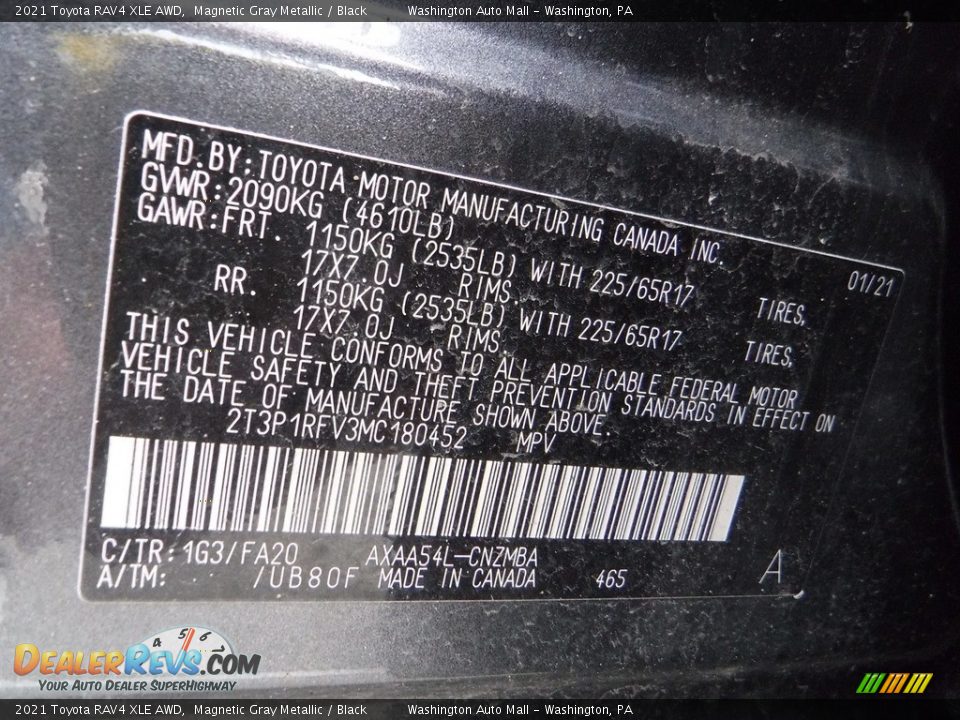 2021 Toyota RAV4 XLE AWD, Magnetic Gray Metallic / Black Washington Auto Mall - Washington, PA
MFD.BY:TOYOTA MOTOR MANUFACTURING CANADA INC.
GVWR:2090KG (4610LB) 01/21
GAWR:FRT. 1150KG (2535LB) WITH 225/65R17 TIRES,
17X7.0J RIMS.
RR. 1150KG (2535LB) WITH 225/65R17 TIRES,
17X7.0J RIMS.
THIS VEHICLE CONFORMS TO ALL APPLICABLE FEDERAL MOTOR
VEHICLE SAFETY AND THEFT PREVENTION STANDARDS IN EFFECT ON
THE DATE OF MANUFACTURE SHOWN ABOVE.
2T3P1RFV3MC180452 MPV
C/TR:1G3/FA20 AXAA54L-CNZMBA A
A/TM: /UB80F MADE IN CANADA 465
4 5 6
DEALERREVS.COM
YOUR AUTO DEALER SUPERHIGHWAY
2021 Toyota RAV4 XLE AWD, Magnetic Gray Metallic / Black Washington Auto Mall - Washington, PA